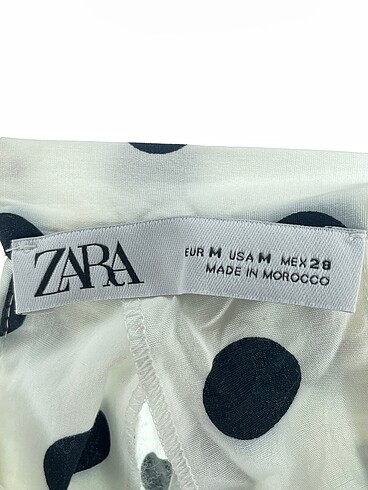 ZARA
EUR M USA M MEX 28
MADE IN MOROCCO